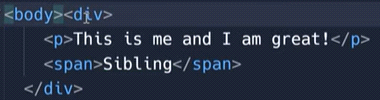 <body><div>
<p>This is me and I am great!</p>
<span>Sibling</span>
</div>